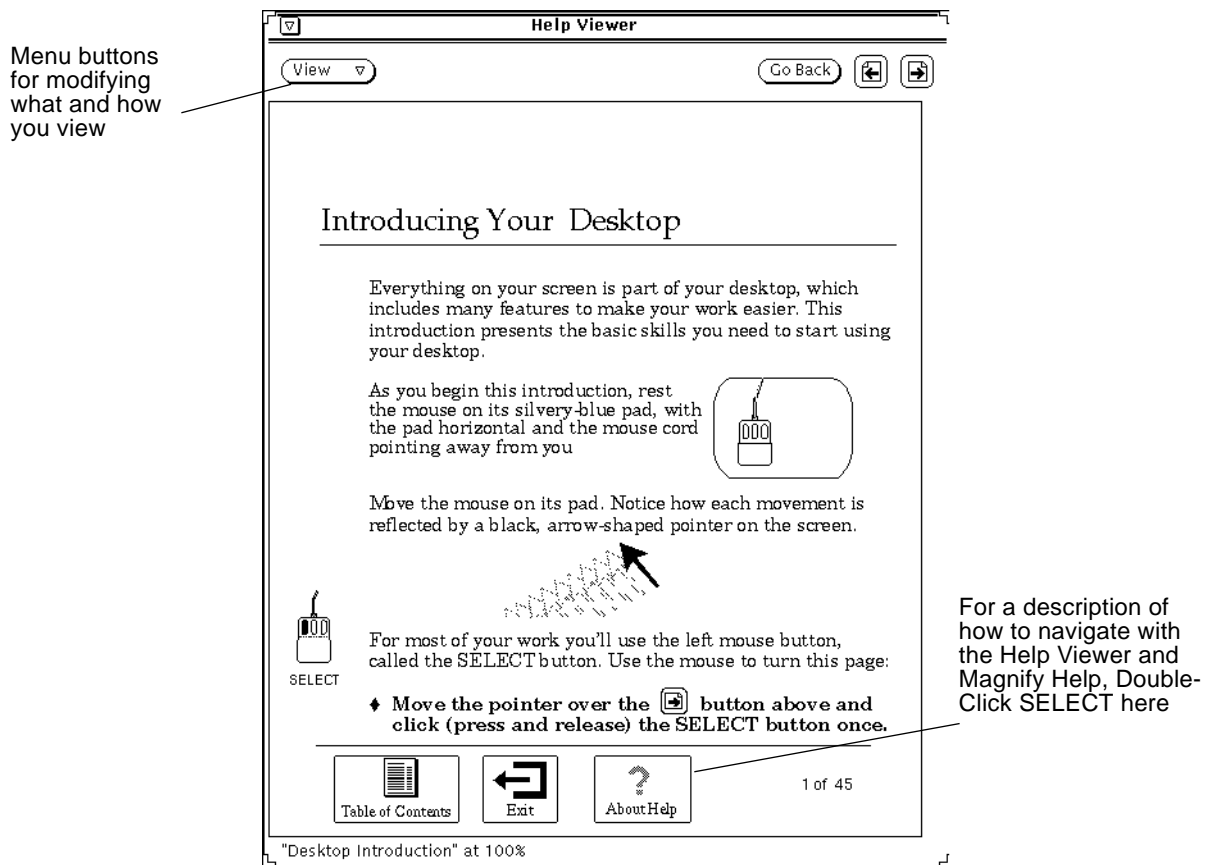 Help Viewer
Menu buttons
for modifying
what and how
you view
View
Go Back
Introducing Your Desktop
Everything on your screen is part of your desktop, which
includes many features to make your work easier. This
introduction presents the basic skills you need to start using
your desktop.
As you begin this introduction, rest
the mouse on its silvery-blue pad, with
the pad horizontal and the mouse cord
pointing away from you
Move the mouse on its pad. Notice how each movement is
reflected by a black, arrow-shaped pointer on the screen.
For most of your work you'll use the left mouse button,
called the SELECT button. Use the mouse to turn this page:
SELECT
♦ Move the pointer over the button above and
click (press and release) the SELECT button once.
For a description of
how to navigate with
the Help Viewer and
Magnify Help, Double-
Click SELECT here
Table of Contents
Exit
?
About Help
1 of 45
"Desktop Introduction" at 100%